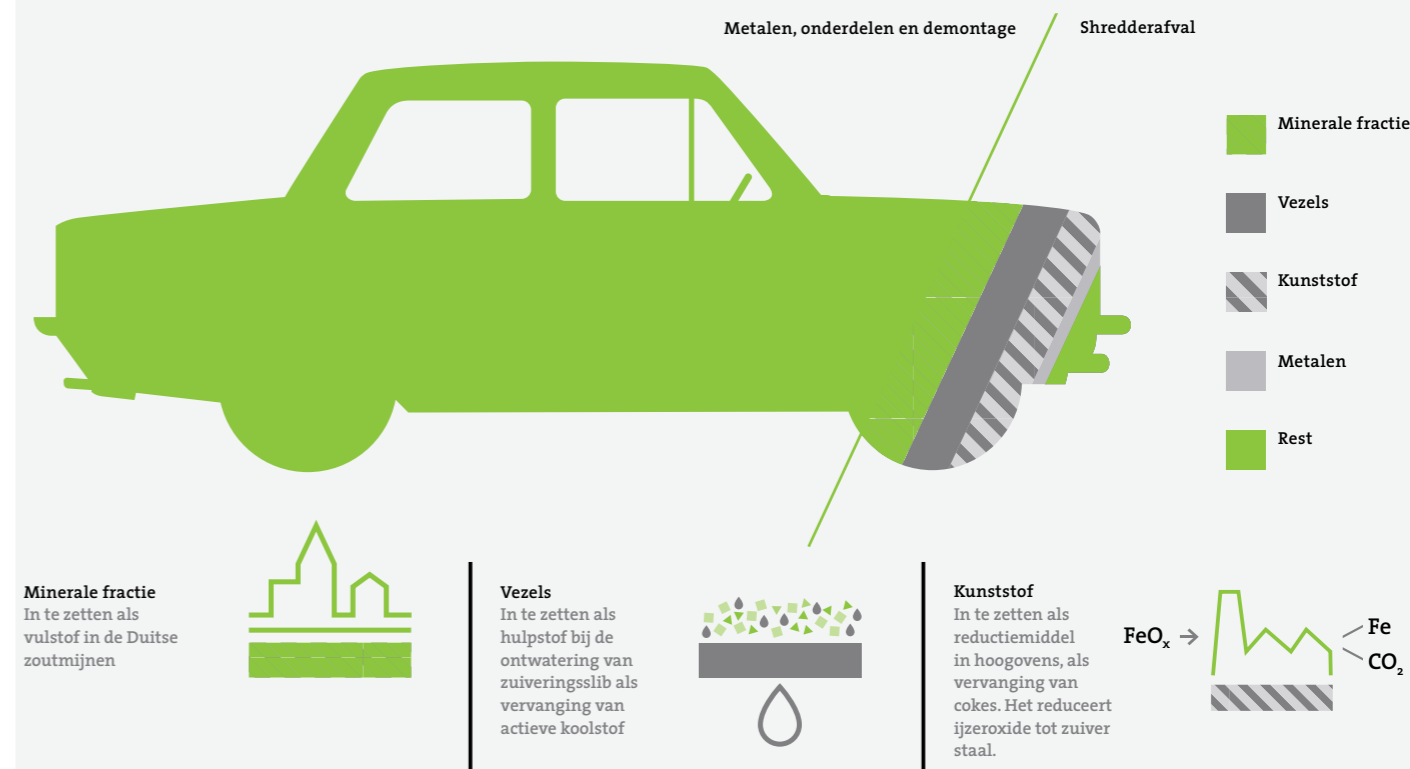 Metalen, onderdelen en demontage
Shredderafval
Minerale fractie
Vezels
Kunststof
Metalen
Rest
Minerale fractie
In te zetten als
vulstof in de Duitse
zoutmijnen
Vezels
In te zetten als
hulpstof bij de
ontwatering van
zuiveringsslib als
vervanging van
actieve koolstof
Kunststof
In te zetten als
reductiemiddel
in hoogovens, als
vervanging van
cokes. Het reduceert
ijzeroxide tot zuiver
staal.
FeOₓ →
Fe
CO₂